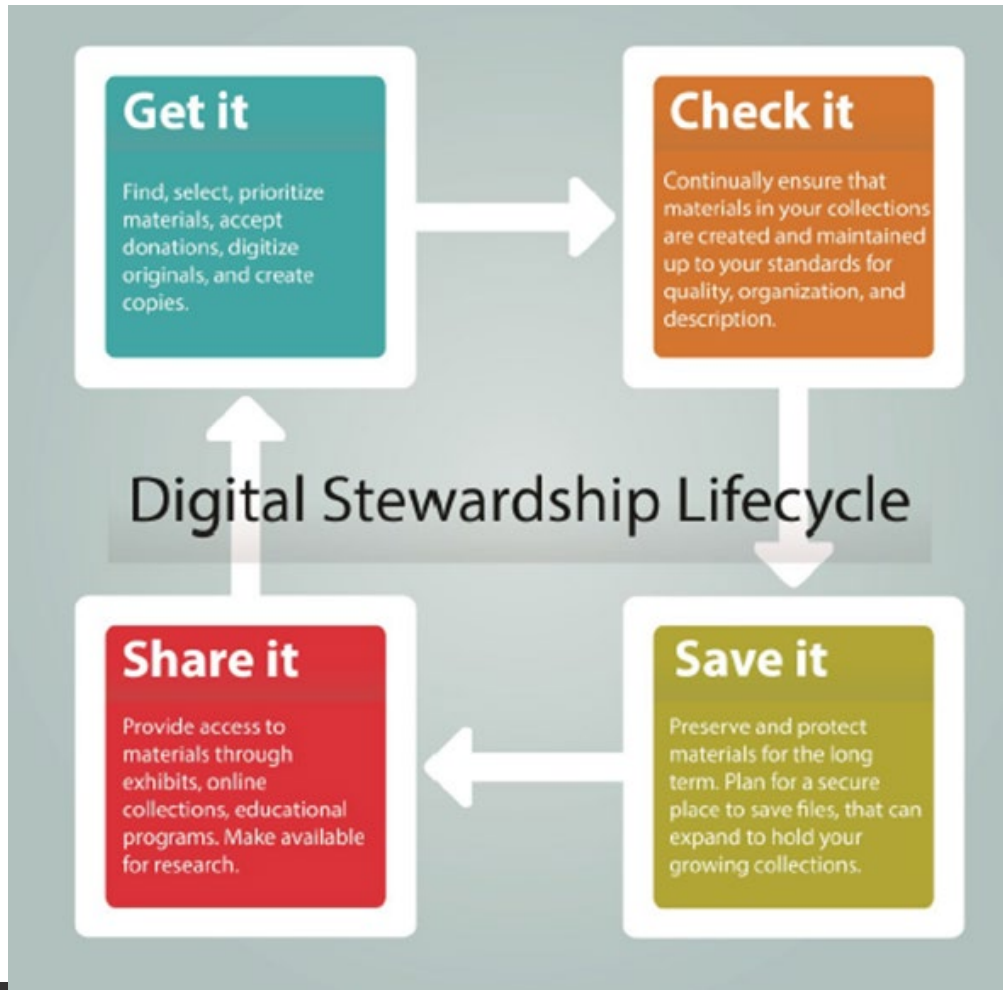 Get it
Find, select, prioritize
materials, accept
donations, digitize
originals, and create
copies.
Check it
Continually ensure that
materials in your collections
are created and maintained
up to your standards for
quality, organization, and
description.
Digital Stewardship Lifecycle
Share it
Provide access to
materials through
exhibits, online
collections, educational
programs. Make available
for research.
Save it
Preserve and protect
materials for the long
term. Plan for a secure
place to save files, that can
expand to hold your
growing collections.